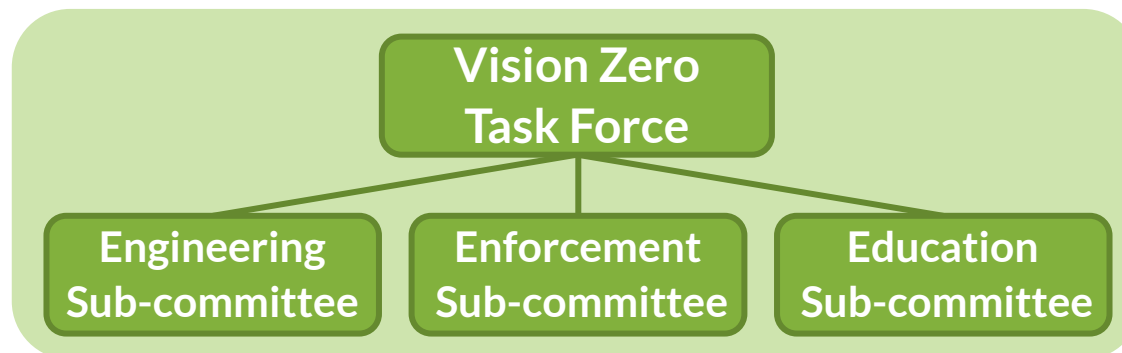 Vision Zero
Task Force
Engineering
Sub-committee
Enforcement
Sub-committee
Education
Sub-committee